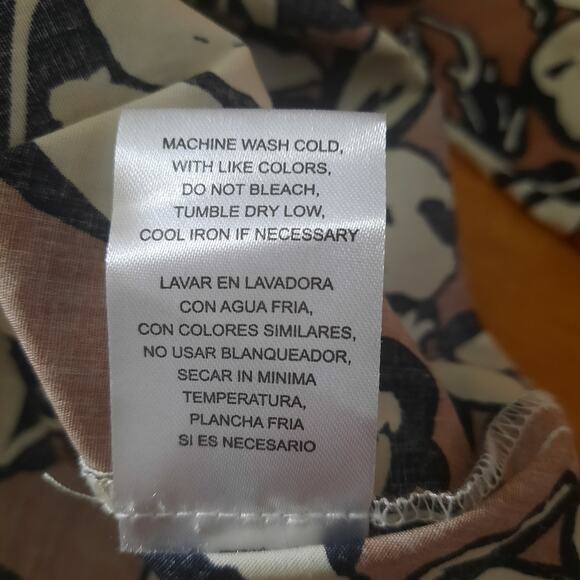 MACHINE WASH COLD,
WITH LIKE COLORS,
DO NOT BLEACH,
TUMBLE DRY LOW,
COOL IRON IF NECESSARY
LAVAR EN LAVADORA
CON AGUA FRIA,
CON COLORES SIMILARES,
NO USAR BLANQUEADOR,
SECAR IN MINIMA
TEMPERATURA,
PLANCHA FRIA
SI ES NECESARIO